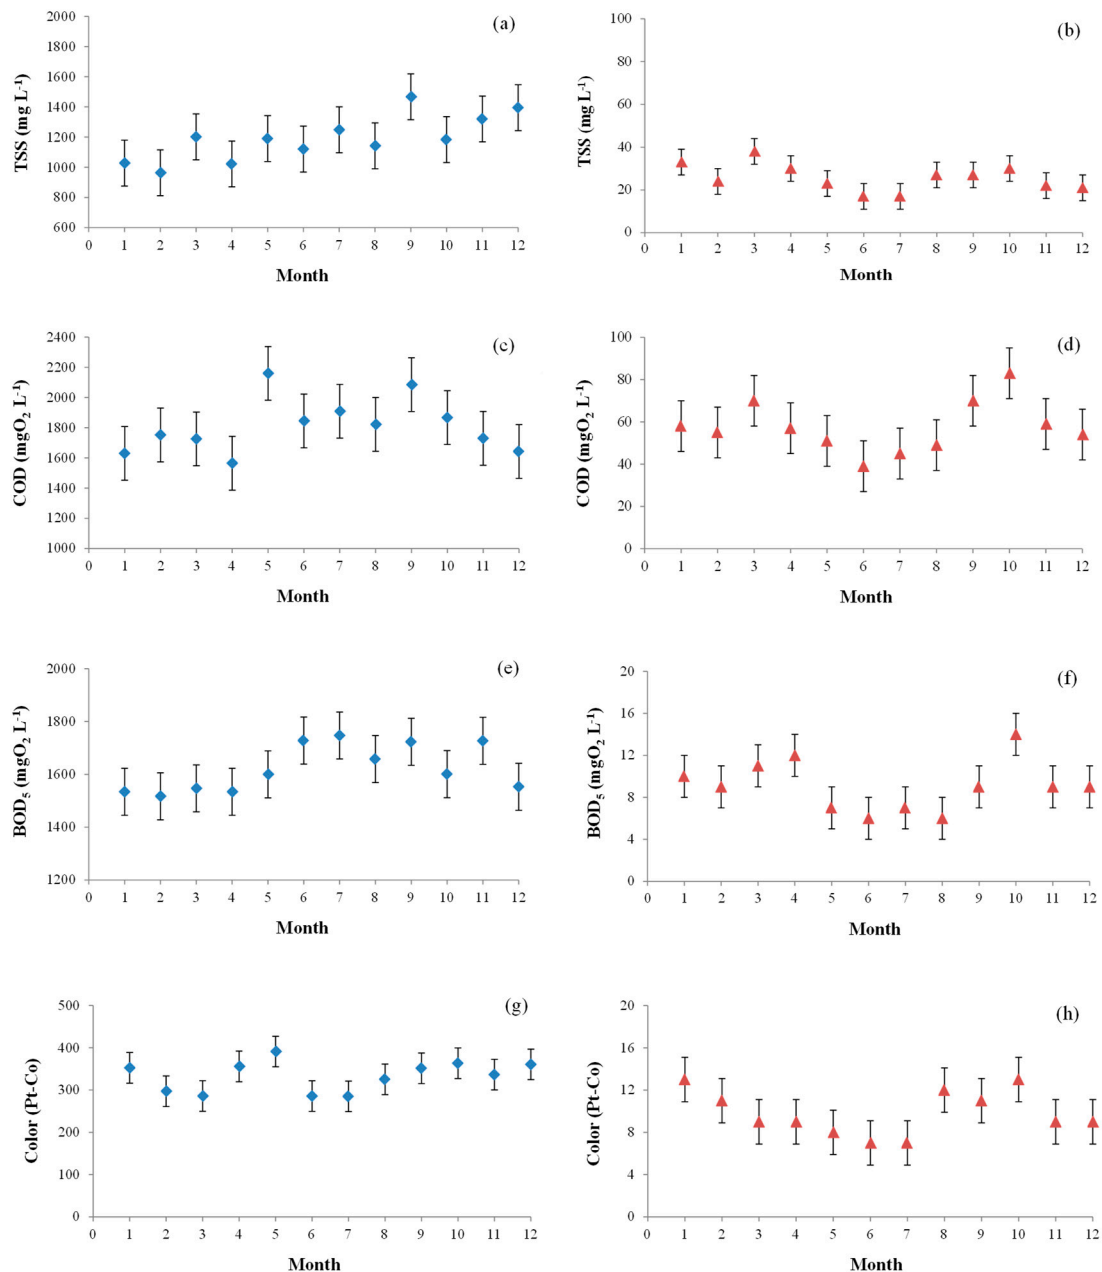 (a)
TSS (mg L⁻¹)
2000
1800
1600
1400
1200
1000
800
600
0 1 2 3 4 5 6 7 8 9 10 11 12
Month
(b)
TSS (mg L⁻¹)
100
80
60
40
20
0
0 1 2 3 4 5 6 7 8 9 10 11 12
Month
(c)
COD (mgO₂ L⁻¹)
2400
2200
2000
1800
1600
1400
1200
1000
0 1 2 3 4 5 6 7 8 9 10 11 12
Month
(d)
COD (mgO₂ L⁻¹)
100
80
60
40
20
0
0 1 2 3 4 5 6 7 8 9 10 11 12
Month
(e)
BOD₅ (mgO₂ L⁻¹)
2000
1800
1600
1400
1200
0 1 2 3 4 5 6 7 8 9 10 11 12
Month
(f)
BOD₅ (mgO₂ L⁻¹)
20
16
12
8
4
0
0 1 2 3 4 5 6 7 8 9 10 11 12
Month
(g)
Color (Pt-Co)
500
400
300
200
100
0
0 1 2 3 4 5 6 7 8 9 10 11 12
Month
(h)
Color (Pt-Co)
20
16
12
8
4
0
0 1 2 3 4 5 6 7 8 9 10 11 12
Month